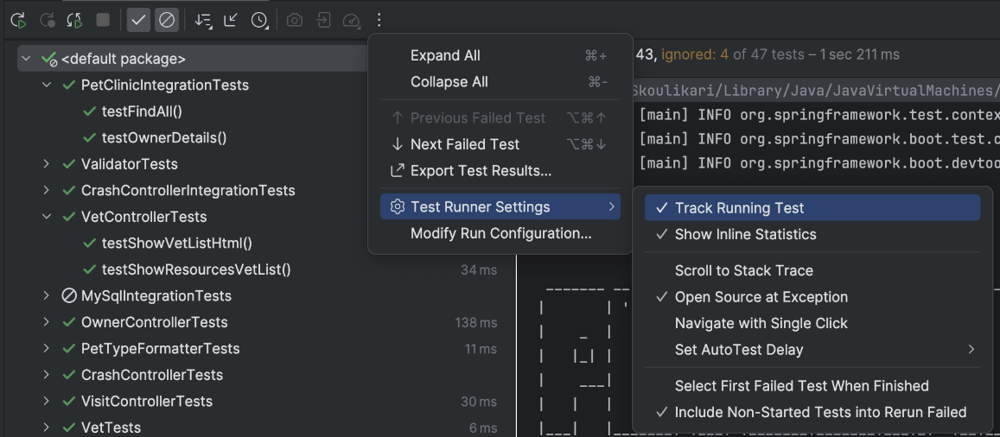 <default package>
PetClinicIntegrationTests
testFindAll()
testOwnerDetails()
ValidatorTests
CrashControllerIntegrationTests
VetControllerTests
testShowVetListHtml()
testShowResourcesVetList() 34 ms
MySqlIntegrationTests
OwnerControllerTests 138 ms
PetTypeFormatterTests 11 ms
CrashControllerTests
VisitControllerTests 30 ms
VetTests 6 ms
Expand All ⌘+
Collapse All ⌘-
Previous Failed Test ⌥⌘↑
Next Failed Test ⌥⌘↓
Export Test Results...
Test Runner Settings
Modify Run Configuration...
43, ignored: 4 of 47 tests – 1 sec 211 ms
Skoulikari/Library/Java/JavaVirtualMachines/
[main] INFO org.springframework.test.contex
[main] INFO org.springframework.boot.test.c
[main] INFO org.springframework.boot.devtoo
Track Running Test
Show Inline Statistics
Scroll to Stack Trace
Open Source at Exception
Navigate with Single Click
Set AutoTest Delay
Select First Failed Test When Finished
Include Non-Started Tests into Rerun Failed